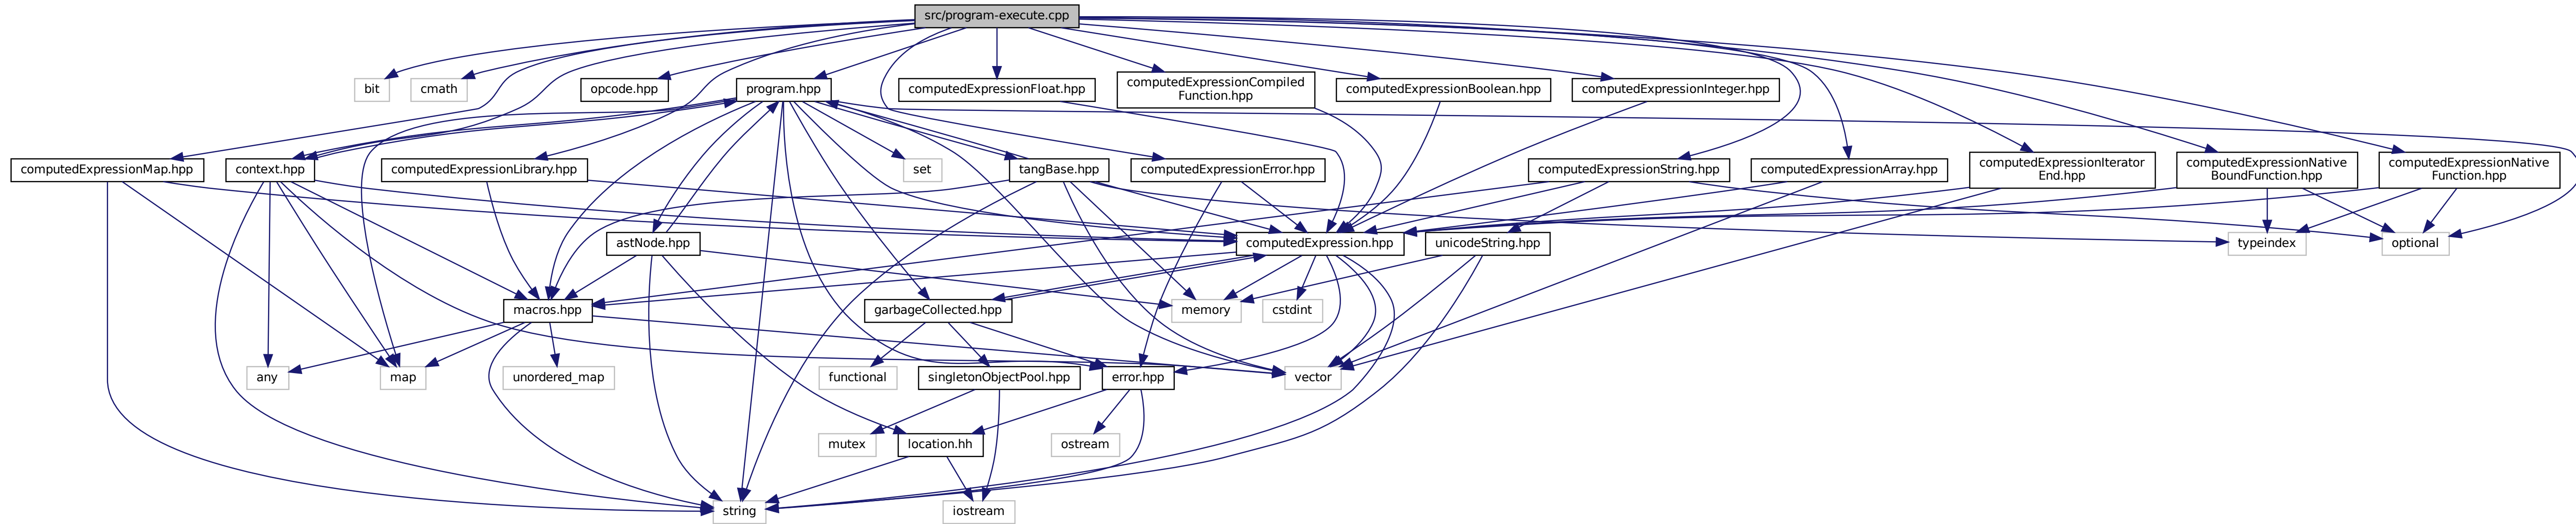 src/program-execute.cpp
bit
cmath
opcode.hpp
program.hpp
computedExpressionFloat.hpp
computedExpressionCompiled
Function.hpp
computedExpressionBoolean.hpp
computedExpressionInteger.hpp
computedExpressionMap.hpp
context.hpp
computedExpressionLibrary.hpp
set
tangBase.hpp
computedExpressionError.hpp
computedExpressionString.hpp
computedExpressionArray.hpp
computedExpressionIterator
End.hpp
computedExpressionNative
BoundFunction.hpp
computedExpressionNative
Function.hpp
astNode.hpp
computedExpression.hpp
unicodeString.hpp
typeindex
optional
macros.hpp
garbageCollected.hpp
memory
cstdint
any
map
unordered_map
functional
singletonObjectPool.hpp
error.hpp
vector
mutex
location.hh
ostream
string
iostream